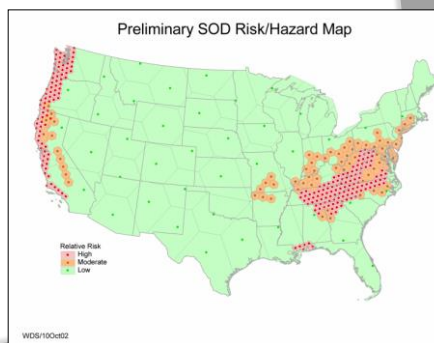 Preliminary SOD Risk/Hazard Map
Relative Risk
High
Moderate
Low
WDS/10Oct02